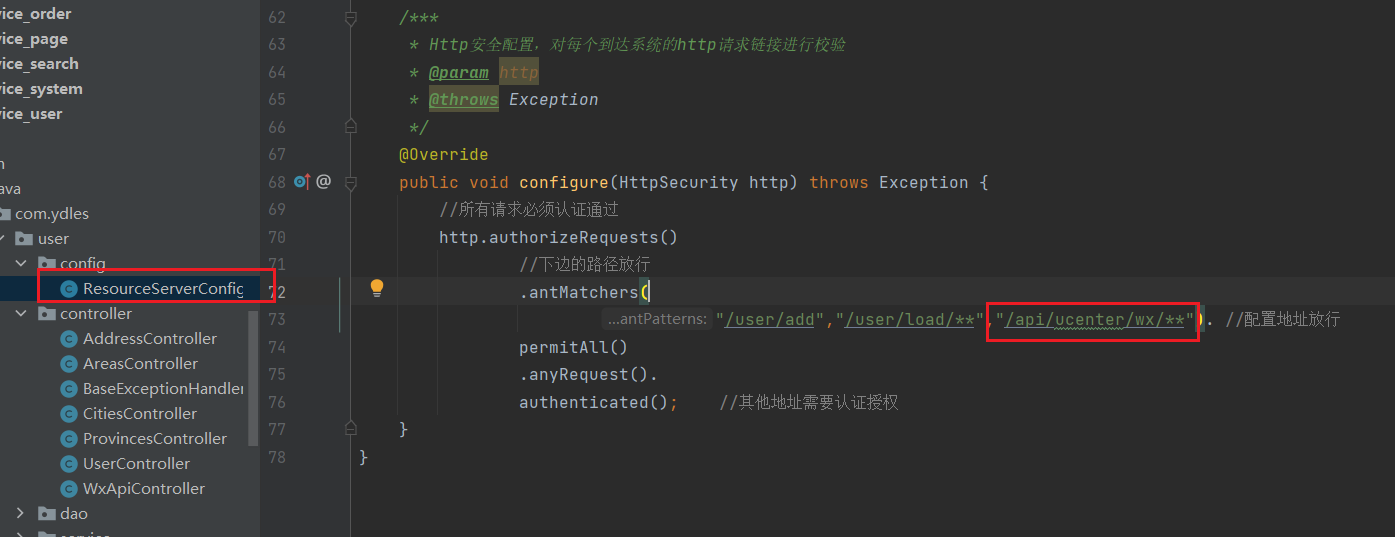 ice_order
ice_page
ice_search
ice_system
ice_user
ava
com.ydles
user
config
ResourceServerConfig
controller
AddressController
AreasController
BaseExceptionHandler
CitiesController
ProvincesController
UserController
WxApiController
dao
62 /***
63 * Http安全配置，对每个到达系统的http请求链接进行校验
64 * @param http
65 * @throws Exception
66 */
67 @Override
68 @ public void configure(HttpSecurity http) throws Exception {
69 //所有请求必须认证通过
70 http.authorizeRequests()
71 //下边的路径放行
72 .antMatchers(
73 ...antPatterns: "/user/add","/user/load/**","/api/ucenter/wx/**"). //配置地址放行
74 permitAll()
75 .anyRequest().
76 authenticated(); //其他地址需要认证授权
77 }
78 }